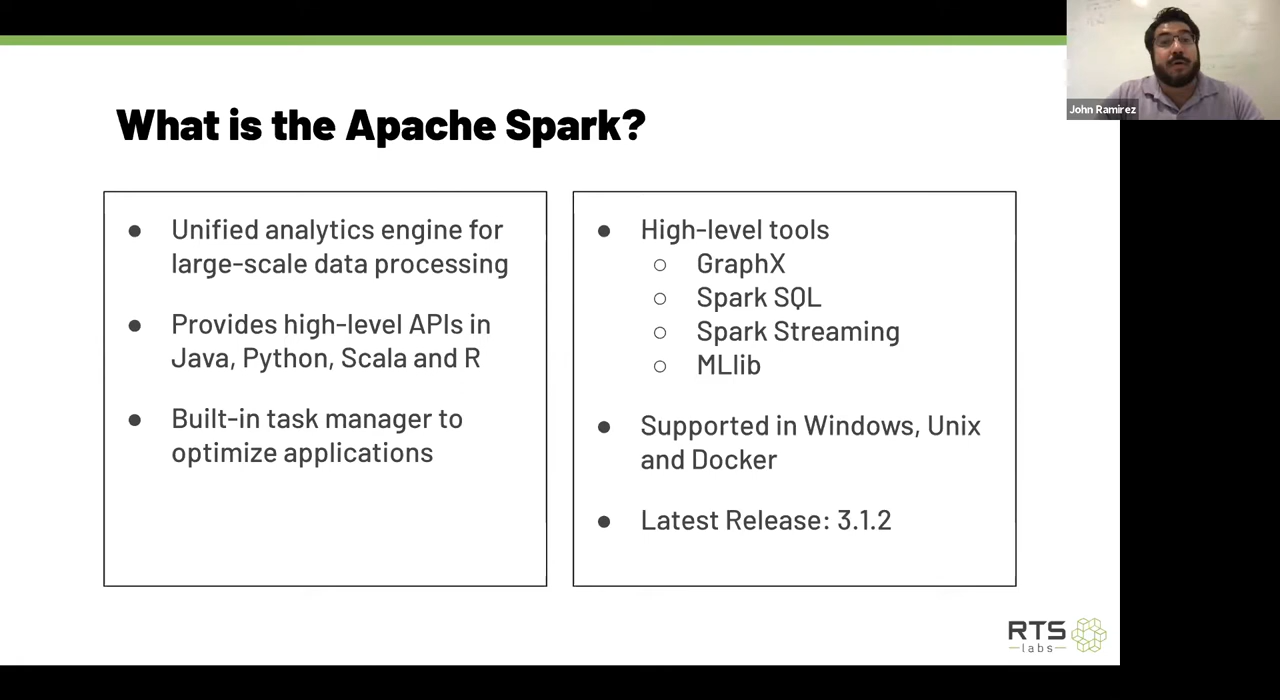 What is the Apache Spark?
● Unified analytics engine for
large-scale data processing
● Provides high-level APIs in
Java, Python, Scala and R
● Built-in task manager to
optimize applications
● High-level tools
○ GraphX
○ Spark SQL
○ Spark Streaming
○ MLlib
● Supported in Windows, Unix
and Docker
● Latest Release: 3.1.2
John Ramirez
RTS
labs